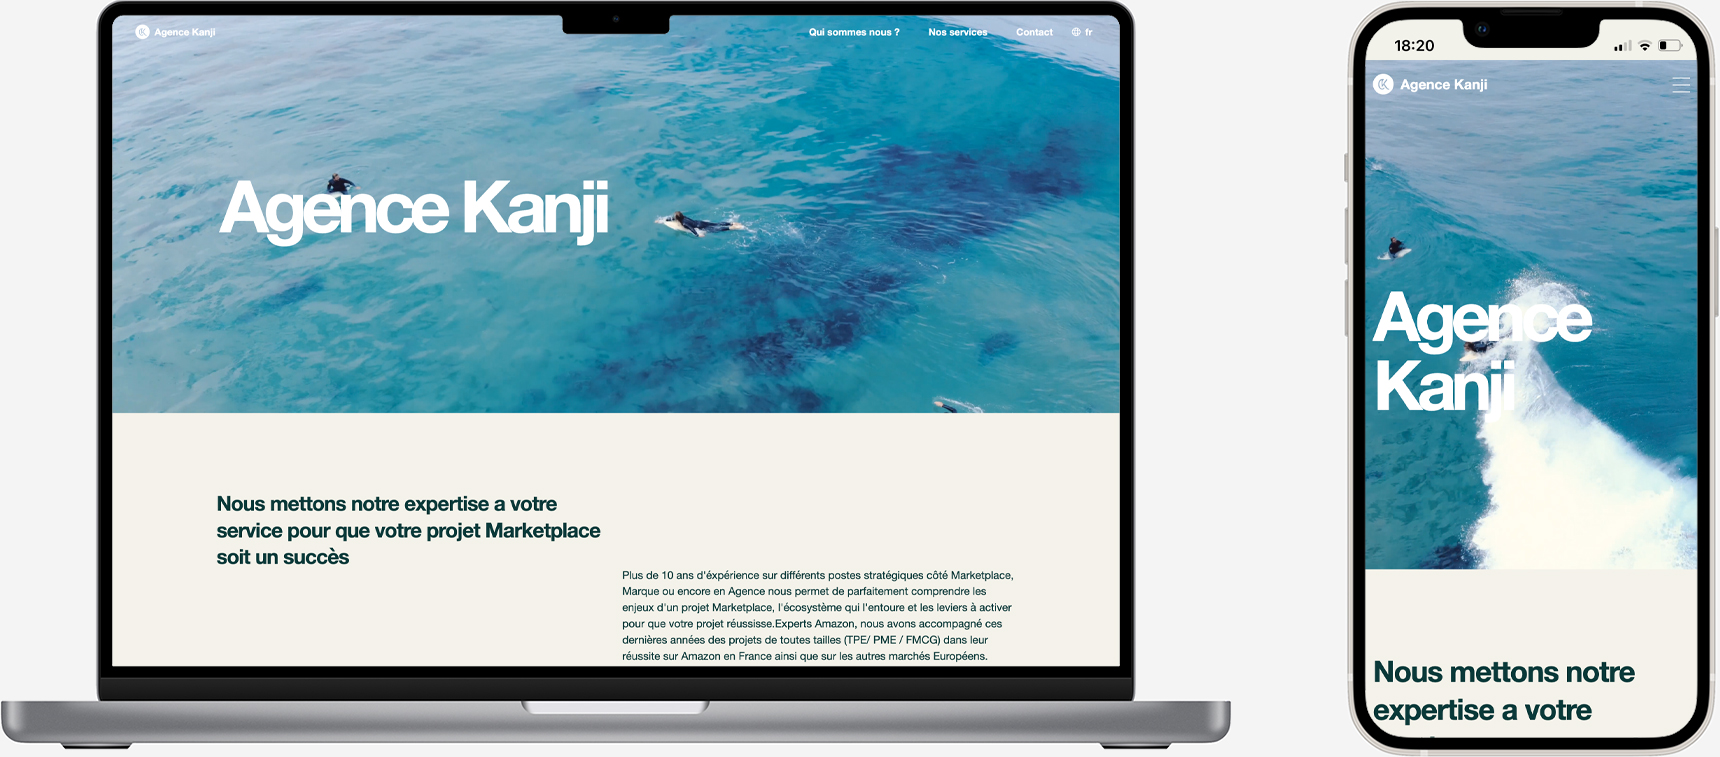 Agence Kanji
Qui sommes nous ?
Nos services
Contact
fr
Agence Kanji
Nous mettons notre expertise a votre
service pour que votre projet Marketplace
soit un succès
Plus de 10 ans d'éxpérience sur différents postes stratégiques côté Marketplace,
Marque ou encore en Agence nous permet de parfaitement comprendre les
enjeux d'un projet Marketplace, l'écosystème qui l'entoure et les leviers à activer
pour que votre projet réussisse.Experts Amazon, nous avons accompagné ces
dernières années des projets de toutes tailles (TPE/ PME / FMCG) dans leur
réussite sur Amazon en France ainsi que sur les autres marchés Européens.
18:20
Agence Kanji
Agence
Kanji
Nous mettons notre
expertise a votre